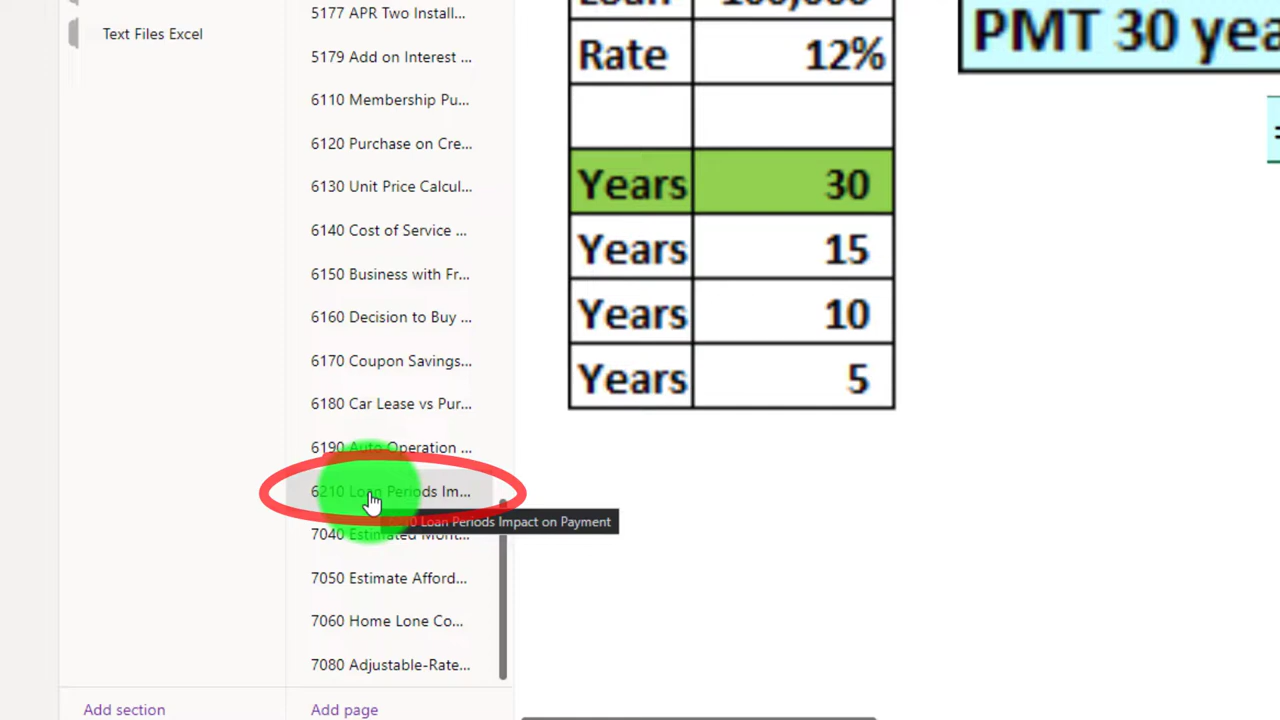 Text Files Excel
5177 APR Two Install...
5179 Add on Interest ...
6110 Membership Pu...
6120 Purchase on Cre...
6130 Unit Price Calcul...
6140 Cost of Service ...
6150 Business with Fr...
6160 Decision to Buy ...
6170 Coupon Savings...
6180 Car Lease vs Pur...
6190 Auto Operation ...
6210 Loan Periods Im...
6210 Loan Periods Impact on Payment
7040 Estimated Mont...
7050 Estimate Afford...
7060 Home Lone Co...
7080 Adjustable-Rate...
Add section
Add page
Loan 100,000
Rate 12%
Years 30
Years 15
Years 10
Years 5
PMT 30 yea
=